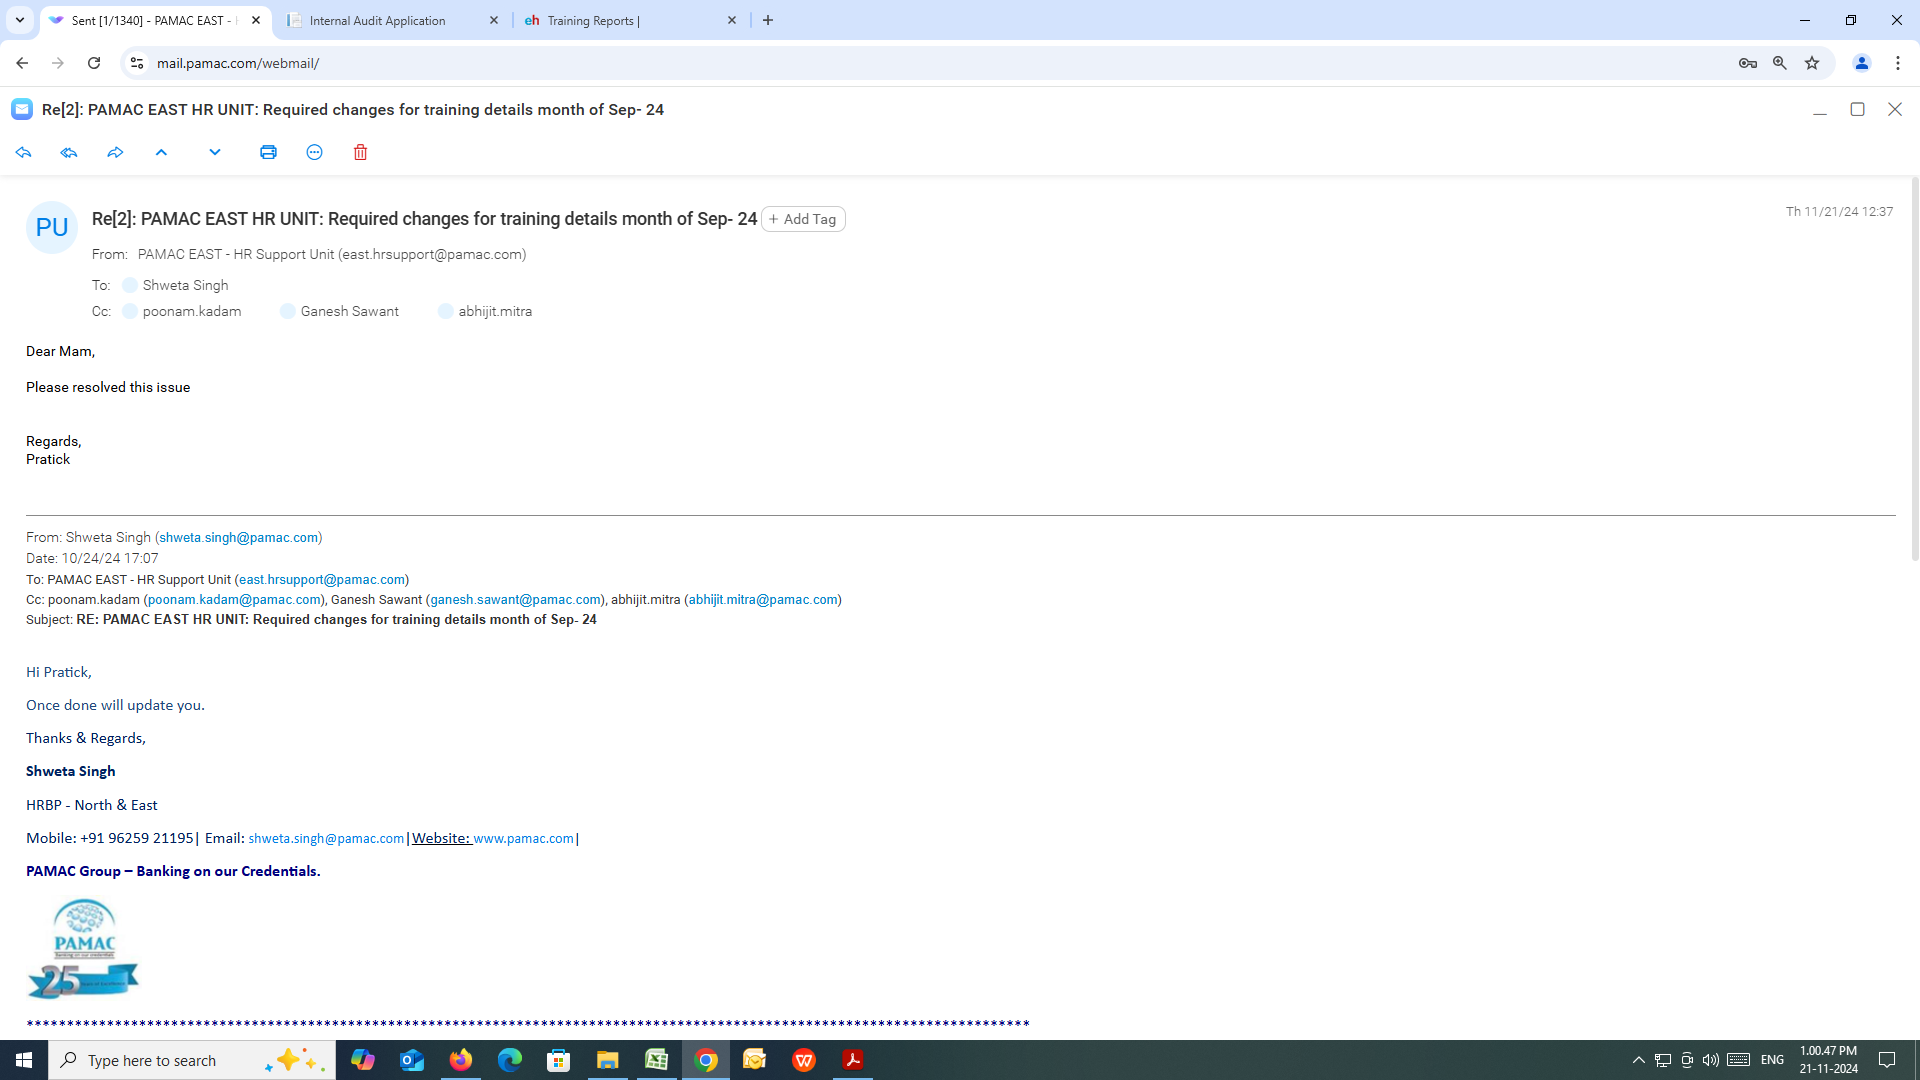 Sent [1/1340] - PAMAC EAST -
Internal Audit Application
eh Training Reports |
mail.pamac.com/webmail/
Re[2]: PAMAC EAST HR UNIT: Required changes for training details month of Sep- 24
PU
Re[2]: PAMAC EAST HR UNIT: Required changes for training details month of Sep- 24 + Add Tag
Th 11/21/24 12:37
From: PAMAC EAST - HR Support Unit (east.hrsupport@pamac.com)
To: Shweta Singh
Cc: poonam.kadam Ganesh Sawant abhijit.mitra
Dear Mam,
Please resolved this issue
Regards,
Pratick
From: Shweta Singh (shweta.singh@pamac.com)
Date: 10/24/24 17:07
To: PAMAC EAST - HR Support Unit (east.hrsupport@pamac.com)
Cc: poonam.kadam (poonam.kadam@pamac.com), Ganesh Sawant (ganesh.sawant@pamac.com), abhijit.mitra (abhijit.mitra@pamac.com)
Subject: RE: PAMAC EAST HR UNIT: Required changes for training details month of Sep- 24
Hi Pratick,
Once done will update you.
Thanks & Regards,
Shweta Singh
HRBP - North & East
Mobile: +91 96259 21195| Email: shweta.singh@pamac.com|Website: www.pamac.com|
PAMAC Group – Banking on our Credentials.
PAMAC
Banking on our credentials
25
Type here to search
ENG
1.00.47 PM
21-11-2024